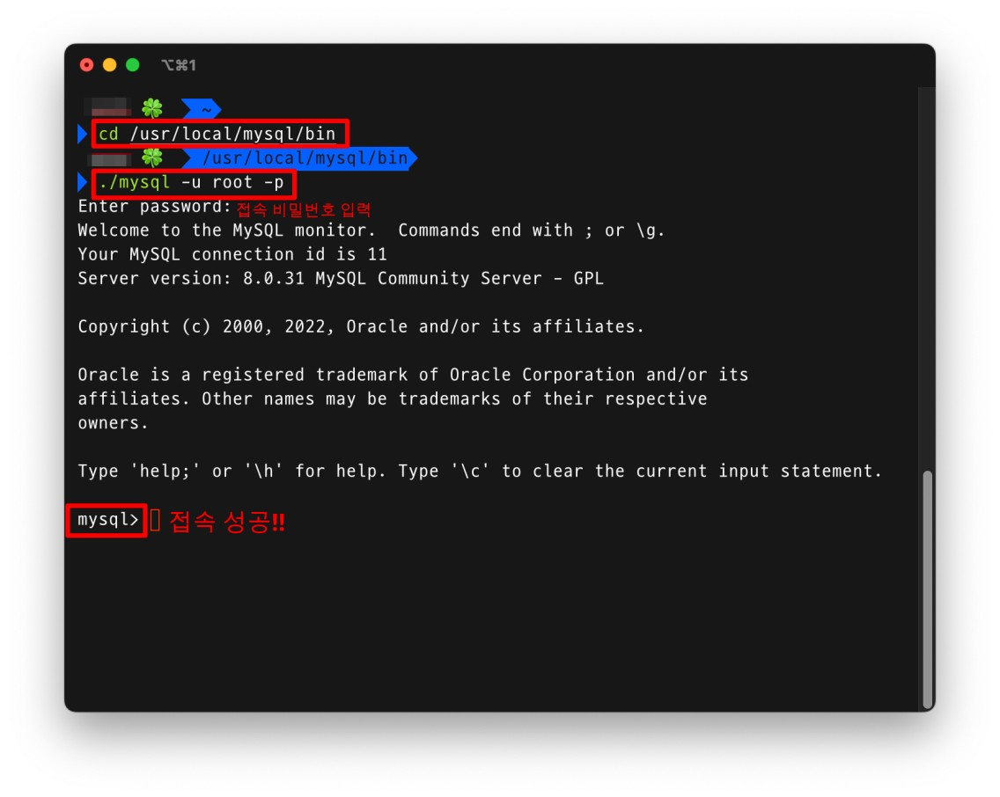 ⌥⌘1
~
cd /usr/local/mysql/bin
/usr/local/mysql/bin
./mysql -u root -p
Enter password: 접속 비밀번호 입력
Welcome to the MySQL monitor.  Commands end with ; or \g.
Your MySQL connection id is 11
Server version: 8.0.31 MySQL Community Server - GPL
Copyright (c) 2000, 2022, Oracle and/or its affiliates.
Oracle is a registered trademark of Oracle Corporation and/or its
affiliates. Other names may be trademarks of their respective
owners.
Type 'help;' or '\h' for help. Type '\c' to clear the current input statement.
mysql> 접속 성공!!